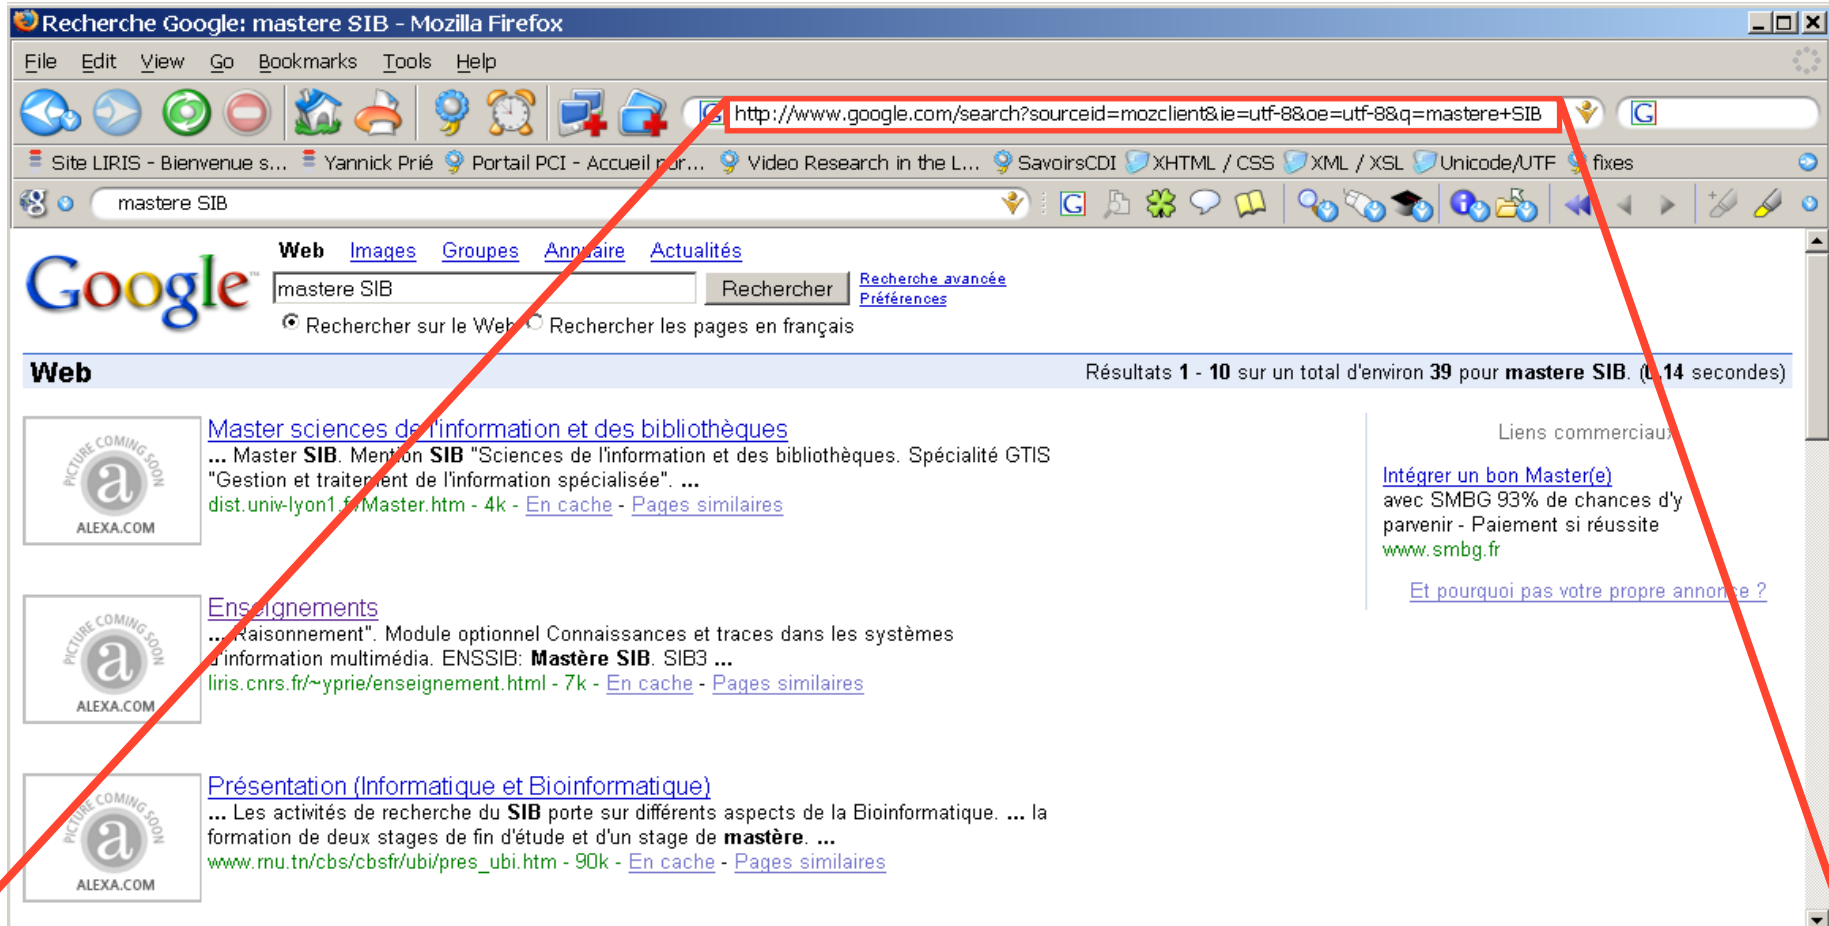 Recherche Google: mastere SIB - Mozilla Firefox
File Edit View Go Bookmarks Tools Help
http://www.google.com/search?sourceid=mozclient&ie=utf-8&oe=utf-8&q=mastere+SIB
Site LIRIS - Bienvenue s... Yannick Prié Portail PCI - Accueil por... Video Research in the L... SavoirsCDI XHTML / CSS XML / XSL Unicode/UTF fixes
mastere SIB
Google™
Web Images Groupes Annuaire Actualités
mastere SIB Rechercher Recherche avancée
Préférences
Rechercher sur le Web Rechercher les pages en français
Web Résultats 1 - 10 sur un total d'environ 39 pour mastere SIB. (0,14 secondes)
PICTURE COMING SOON
a
ALEXA.COM
Master sciences de l'information et des bibliothèques
... Master SIB. Mention SIB "Sciences de l'information et des bibliothèques. Spécialité GTIS
"Gestion et traitement de l'information spécialisée". ...
dist.univ-lyon1.fr/Master.htm - 4k - En cache - Pages similaires
Liens commerciaux
Intégrer un bon Master(e)
avec SMBG 93% de chances d'y
parvenir - Paiement si réussite
www.smbg.fr
Et pourquoi pas votre propre annonce ?
PICTURE COMING SOON
a
ALEXA.COM
Enseignements
... Raisonnement". Module optionnel Connaissances et traces dans les systèmes
d'information multimédia. ENSSIB: Mastère SIB. SIB3 ...
liris.cnrs.fr/~yprie/enseignement.html - 7k - En cache - Pages similaires
PICTURE COMING SOON
a
ALEXA.COM
Présentation (Informatique et Bioinformatique)
... Les activités de recherche du SIB porte sur différents aspects de la Bioinformatique. ... la
formation de deux stages de fin d'étude et d'un stage de mastère. ...
www.rnu.tn/cbs/cbsfr/ubi/pres_ubi.htm - 90k - En cache - Pages similaires